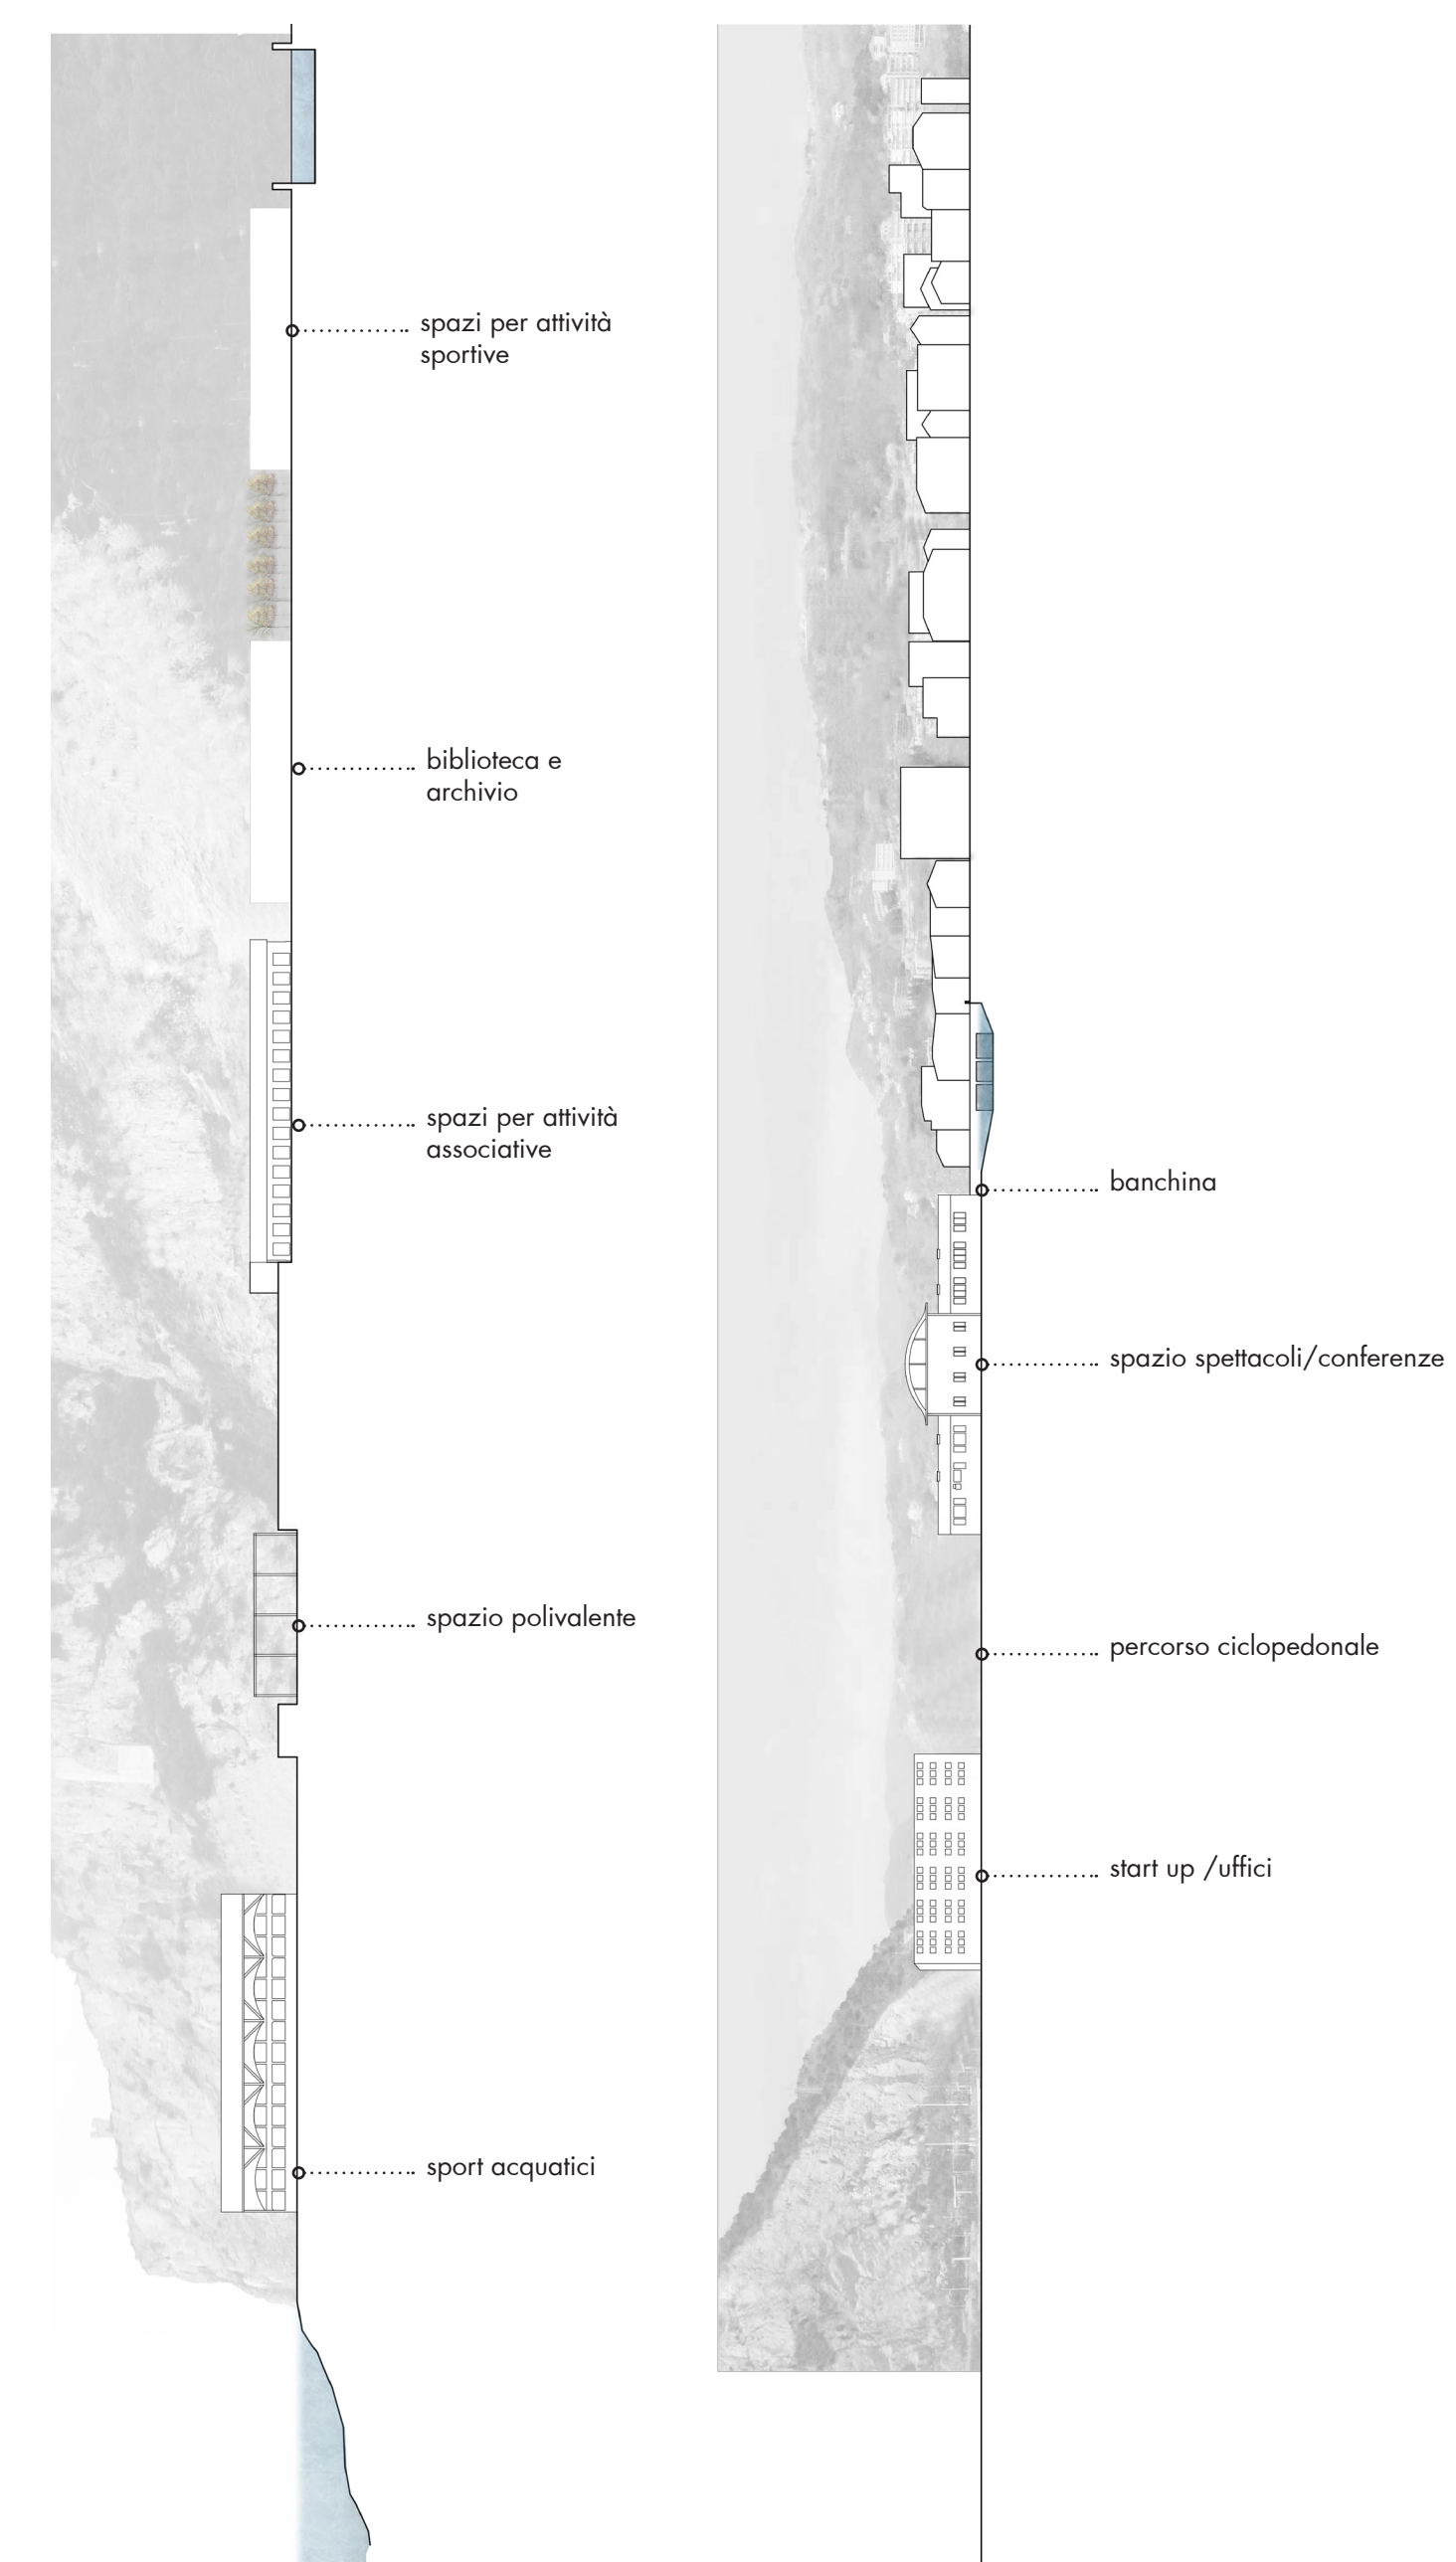 spazi per attività
sportive
biblioteca e
archivio
spazi per attività
associative
spazio polivalente
sport acquatici
banchina
spazio spettacoli/conferenze
percorso ciclopedonale
start up /uffici